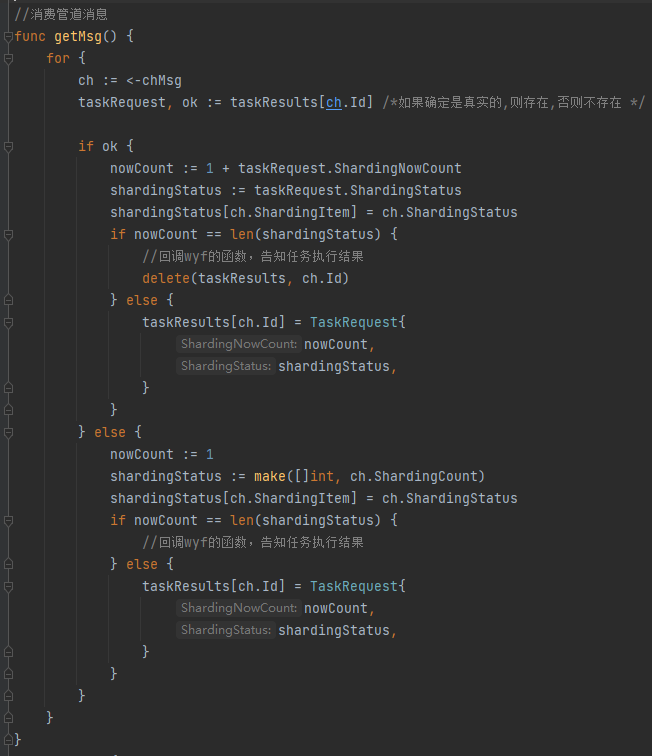 //消费管道消息
func getMsg() {
for {
ch := <-chMsg
taskRequest, ok := taskResults[ch.Id] /*如果确定是真实的,则存在,否则不存在 */
if ok {
nowCount := 1 + taskRequest.ShardingNowCount
shardingStatus := taskRequest.ShardingStatus
shardingStatus[ch.ShardingItem] = ch.ShardingStatus
if nowCount == len(shardingStatus) {
//回调wyf的函数，告知任务执行结果
delete(taskResults, ch.Id)
} else {
taskResults[ch.Id] = TaskRequest{
ShardingNowCount: nowCount,
ShardingStatus: shardingStatus,
}
}
} else {
nowCount := 1
shardingStatus := make([]int, ch.ShardingCount)
shardingStatus[ch.ShardingItem] = ch.ShardingStatus
if nowCount == len(shardingStatus) {
//回调wyf的函数，告知任务执行结果
} else {
taskResults[ch.Id] = TaskRequest{
ShardingNowCount: nowCount,
ShardingStatus: shardingStatus,
}
}
}
}
}